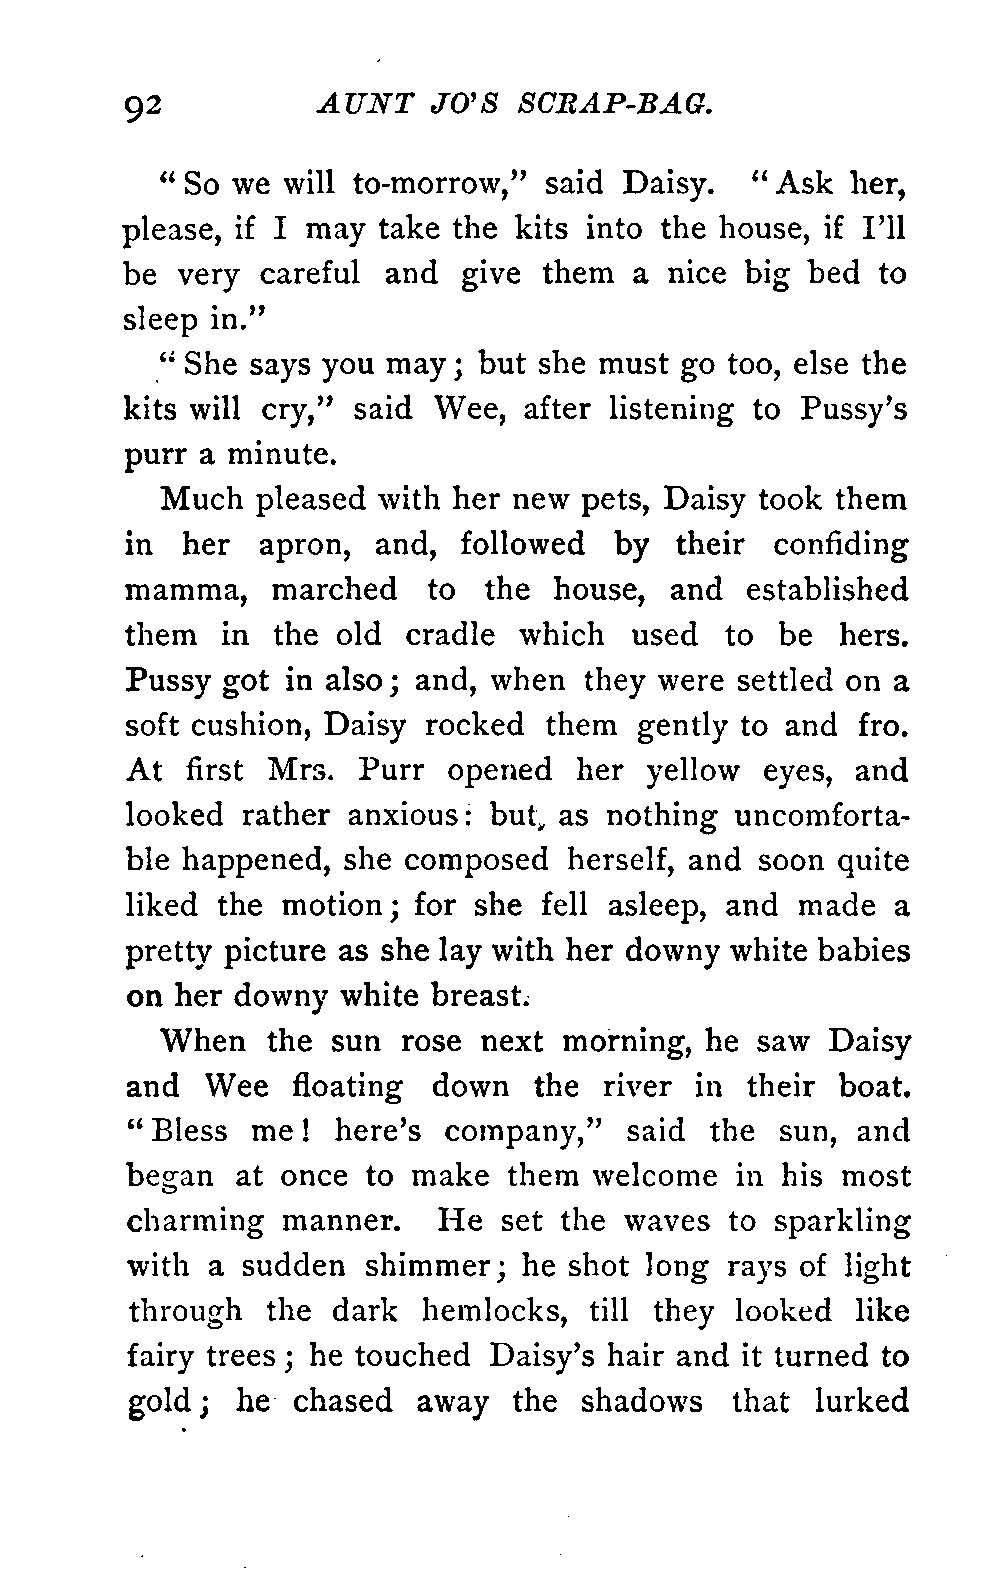 92 AUNT JO'S SCRAP-BAG.
"So we will to-morrow," said Daisy. "Ask her,
please, if I may take the kits into the house, if I'll
be very careful and give them a nice big bed to
sleep in."
"She says you may; but she must go too, else the
kits will cry," said Wee, after listening to Pussy's
purr a minute.
Much pleased with her new pets, Daisy took them
in her apron, and, followed by their confiding
mamma, marched to the house, and established
them in the old cradle which used to be hers.
Pussy got in also; and, when they were settled on a
soft cushion, Daisy rocked them gently to and fro.
At first Mrs. Purr opened her yellow eyes, and
looked rather anxious: but, as nothing uncomforta-
ble happened, she composed herself, and soon quite
liked the motion; for she fell asleep, and made a
pretty picture as she lay with her downy white babies
on her downy white breast.
When the sun rose next morning, he saw Daisy
and Wee floating down the river in their boat.
"Bless me! here's company," said the sun, and
began at once to make them welcome in his most
charming manner. He set the waves to sparkling
with a sudden shimmer; he shot long rays of light
through the dark hemlocks, till they looked like
fairy trees; he touched Daisy's hair and it turned to
gold; he chased away the shadows that lurked